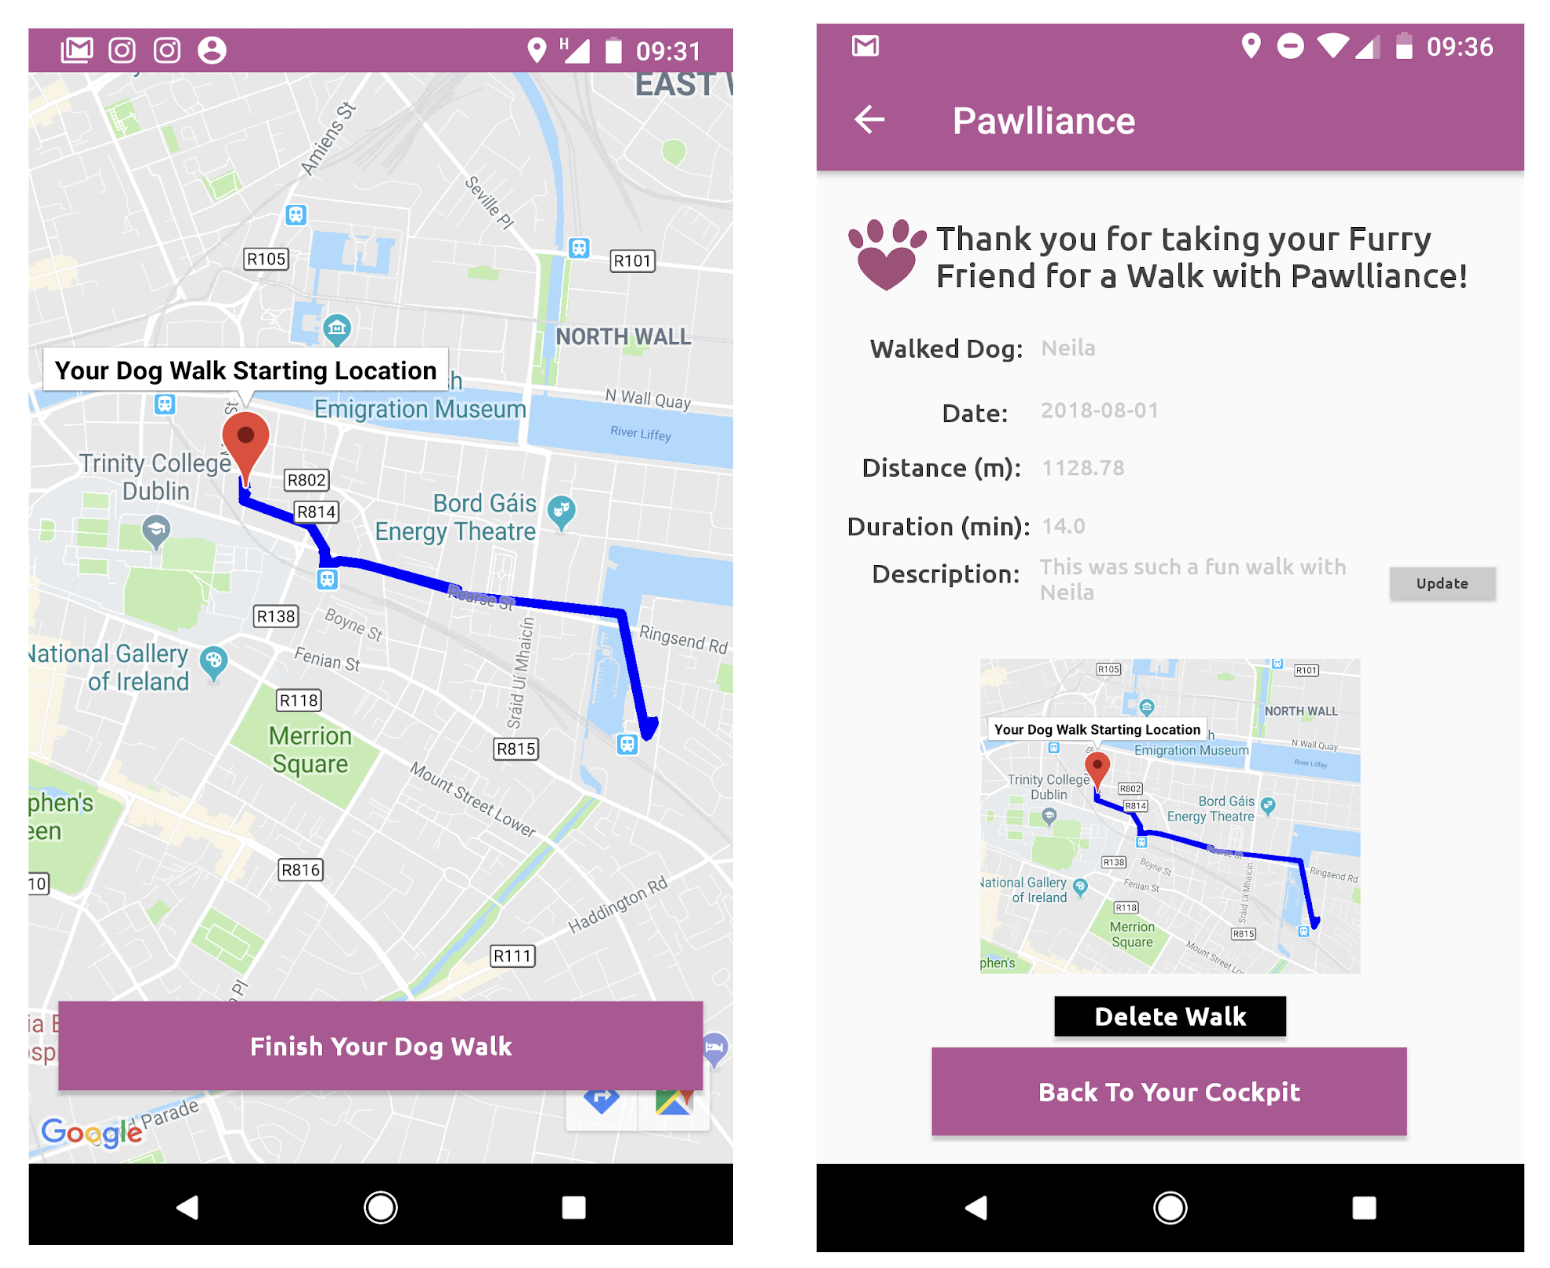 09:31
EAST
Amiens St
Seville Pl
R105
R101
NORTH WALL
Your Dog Walk Starting Location
Emigration Museum
N Wall Quay
River Liffey
Trinity College
Dublin
R802
R814
Bord Gáis
Energy Theatre
Pearse St
R138
Boyne St
Ringsend Rd
National Gallery
of Ireland
Fenian St
Sráid Uí Mhaicín
R118
Merrion
Square
R815
Mount Street Lower
phen's
een
R816
10
Haddington Rd
R111
Pl
Finish Your Dog Walk
Parade
Google
09:36
Pawlliance
Thank you for taking your Furry
Friend for a Walk with Pawlliance!
Walked Dog: Neila
Date: 2018-08-01
Distance (m): 1128.78
Duration (min): 14.0
Description: This was such a fun walk with
Neila
Update
R105
R101
NORTH WALL
Your Dog Walk Starting Location
Emigration Museum
N Wall Quay
River Liffey
Trinity College
Dublin
R802
R814
Bord Gáis
Energy Theatre
Pearse St
R138
Boyne St
Ringsend Rd
National Gallery
of Ireland
Fenian St
Sráid Uí Mhaicín
R118
Merrion
Square
R815
Mount Street Lo
phen's
Delete Walk
Back To Your Cockpit